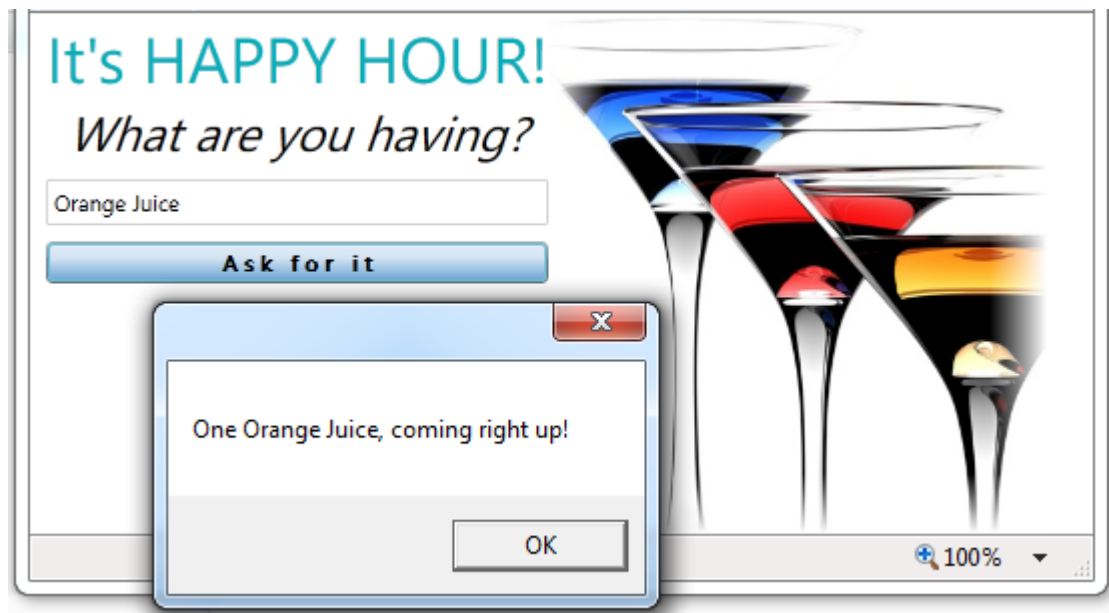 It's HAPPY HOUR!
What are you having?
Orange Juice
Ask for it
One Orange Juice, coming right up!
OK
100%